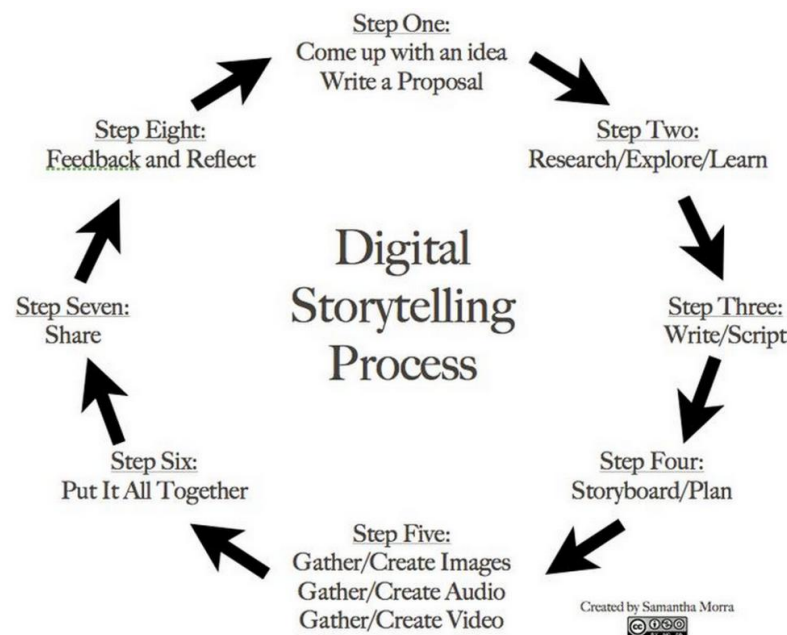 Step One:
Come up with an idea
Write a Proposal
Step Two:
Research/Explore/Learn
Step Three:
Write/Script
Step Four:
Storyboard/Plan
Step Five:
Gather/Create Images
Gather/Create Audio
Gather/Create Video
Step Six:
Put It All Together
Step Seven:
Share
Step Eight:
Feedback and Reflect
Digital
Storytelling
Process
Created by Samantha Morra